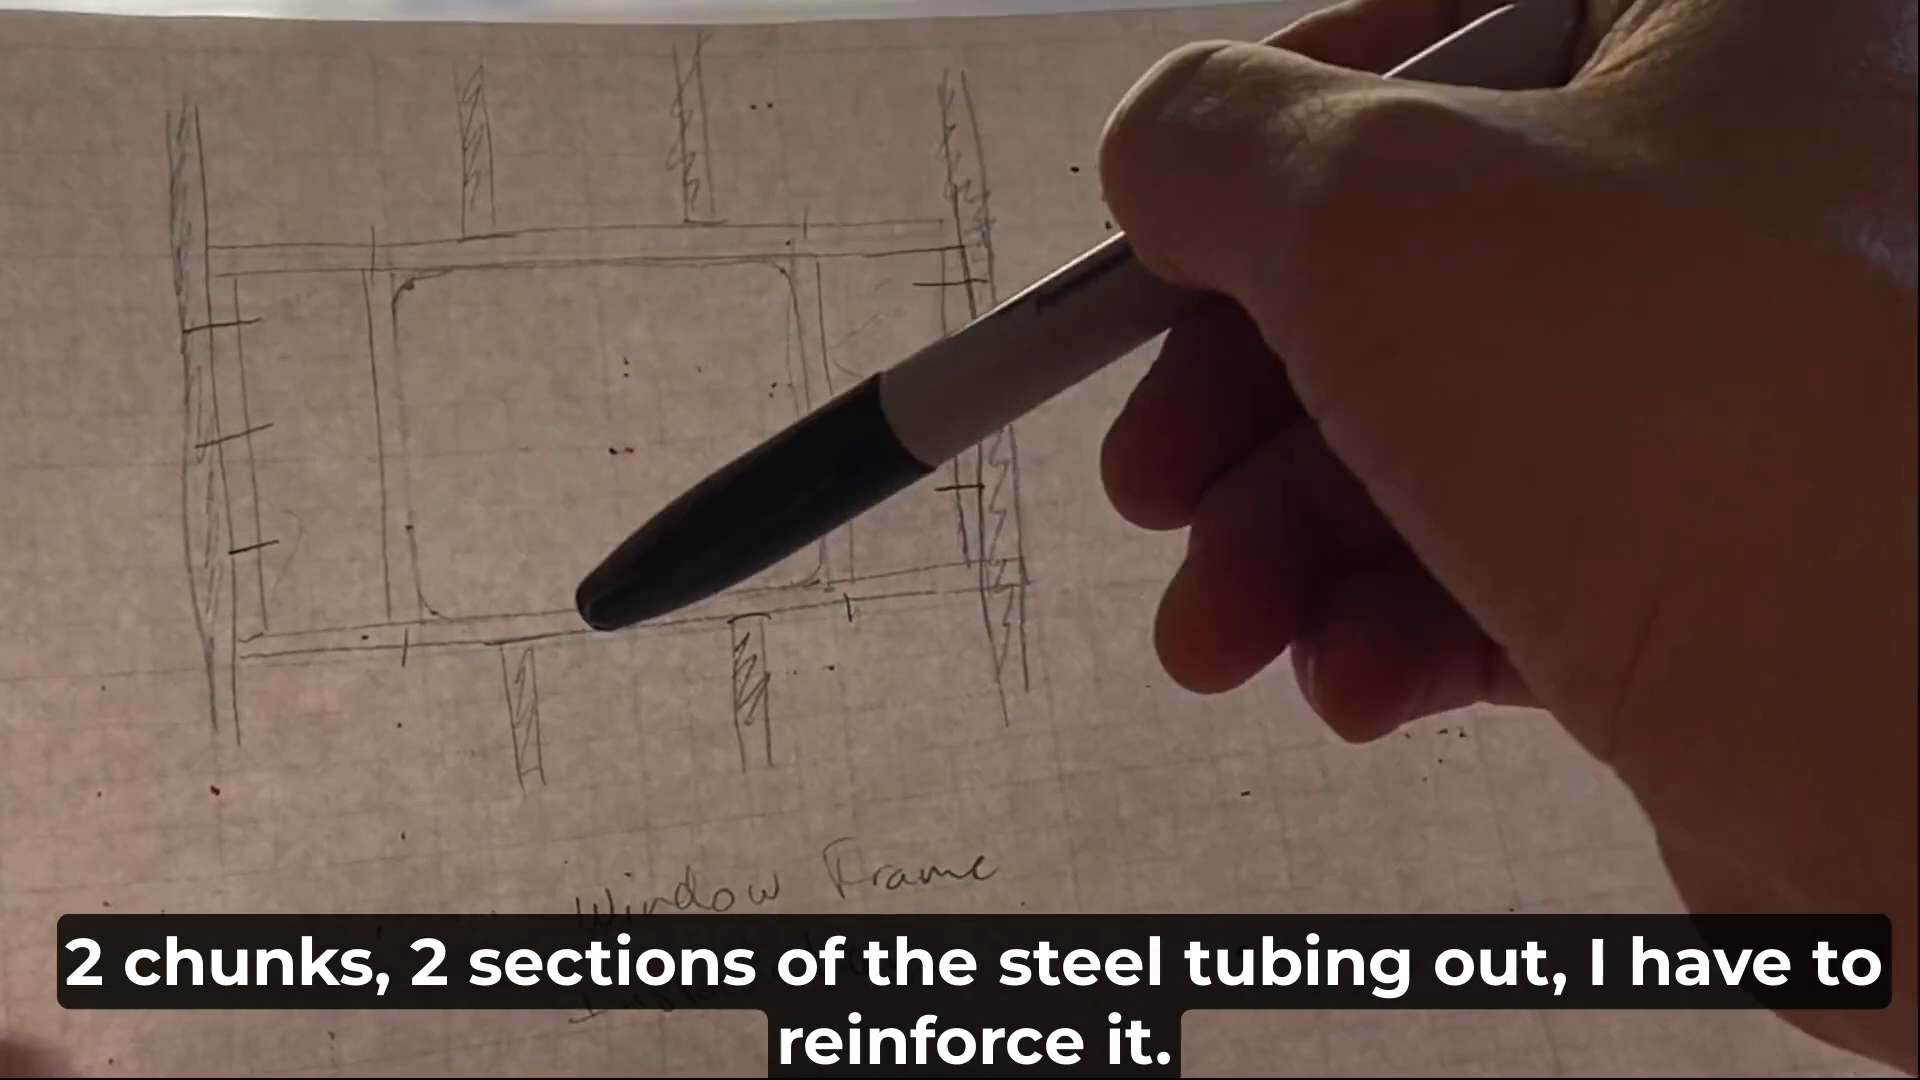 Window Frame
2 chunks, 2 sections of the steel tubing out, I have to
reinforce it.